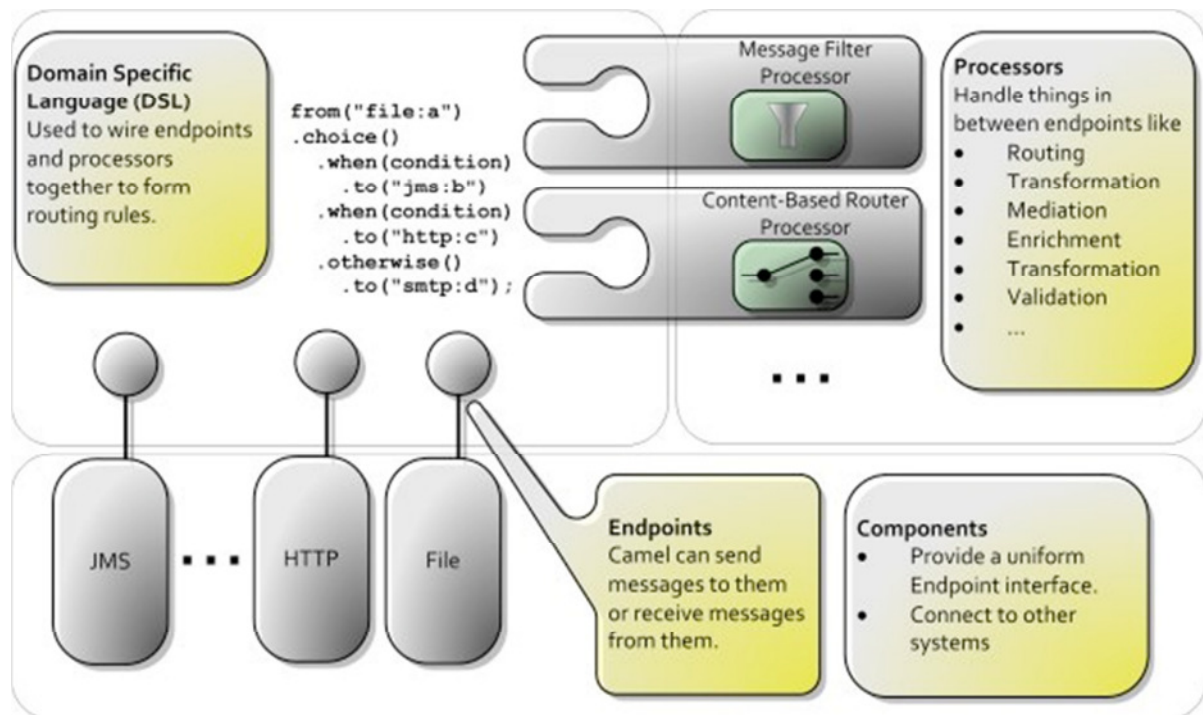 Domain Specific
Language (DSL)
Used to wire endpoints
and processors
together to form
routing rules.
from("file:a")
.choice()
.when(condition)
.to("jms:b")
.when(condition)
.to("http:c")
.otherwise()
.to("smtp:d");
Message Filter
Processor
Content-Based Router
Processor
...
Processors
Handle things in
between endpoints like
• Routing
• Transformation
• Mediation
• Enrichment
• Transformation
• Validation
• ...
JMS
...
HTTP
File
Endpoints
Camel can send
messages to them
or receive messages
from them.
Components
• Provide a uniform
Endpoint interface.
• Connect to other
systems